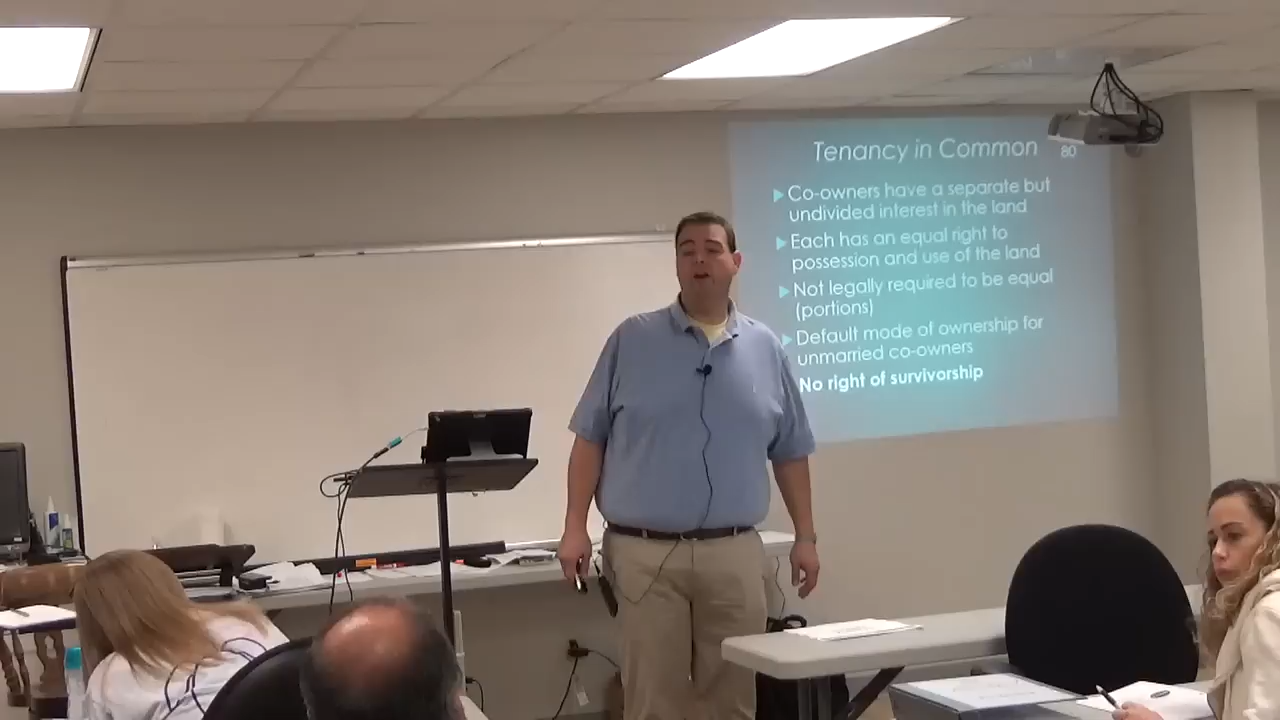 Tenancy in Common
80
Co-owners have a separate but
undivided interest in the land
Each has an equal right to
possession and use of the land
Not legally required to be equal
(portions)
Default mode of ownership for
unmarried co-owners
No right of survivorship